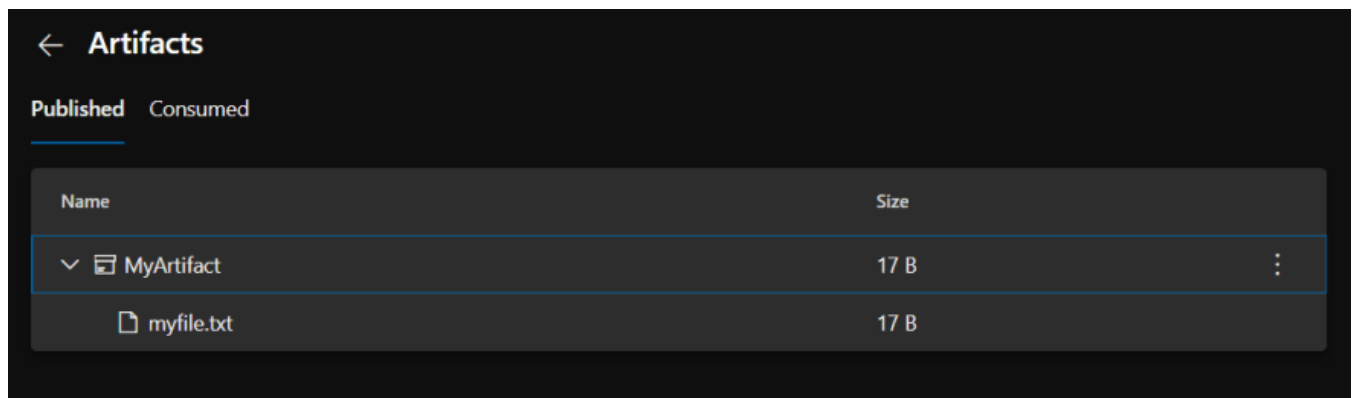 Artifacts
Published Consumed
Name Size
MyArtifact 17 B
myfile.txt 17 B